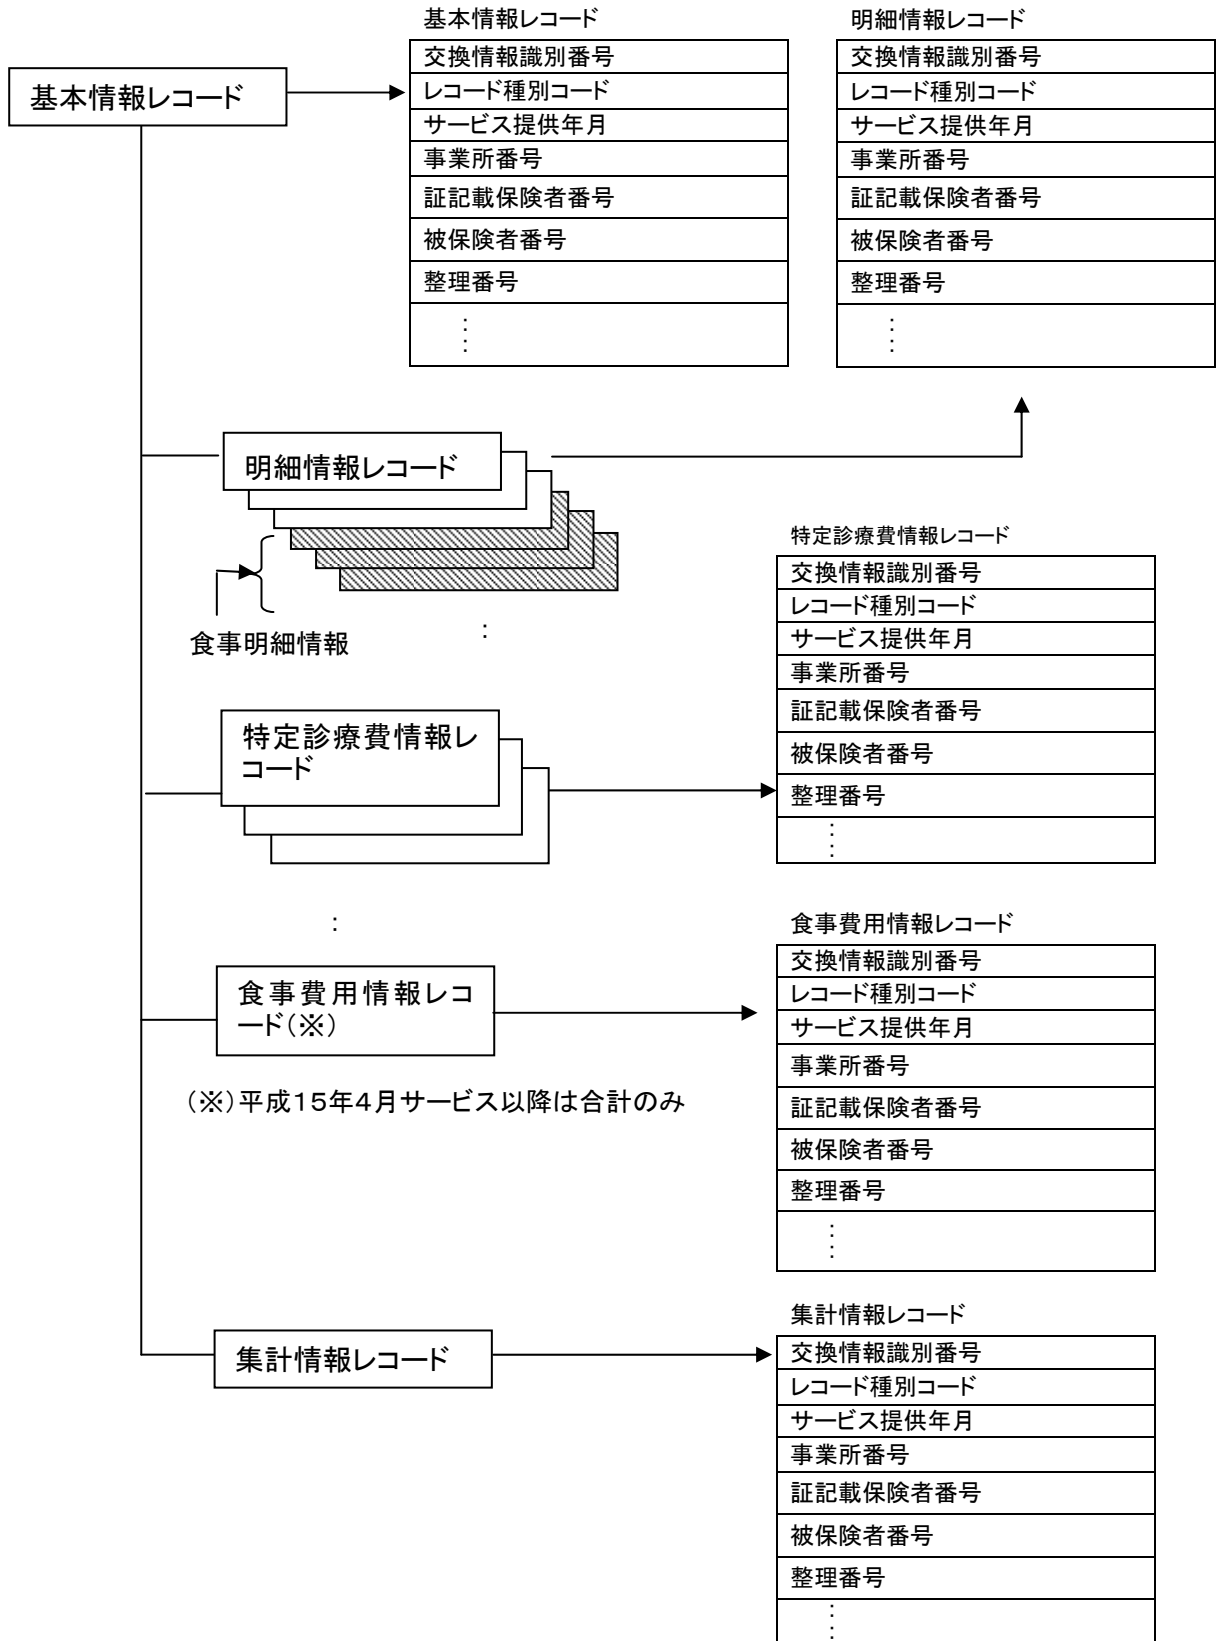 基本情報レコード
基本情報レコード
交換情報識別番号
レコード種別コード
サービス提供年月
事業所番号
証記載保険者番号
被保険者番号
整理番号
：
：
明細情報レコード
交換情報識別番号
レコード種別コード
サービス提供年月
事業所番号
証記載保険者番号
被保険者番号
整理番号
：
：
明細情報レコード
食事明細情報
：
特定診療費情報レコード
交換情報識別番号
レコード種別コード
サービス提供年月
事業所番号
証記載保険者番号
被保険者番号
整理番号
：
：
特定診療費情報レ
コード
：
食事費用情報レコード
交換情報識別番号
レコード種別コード
サービス提供年月
事業所番号
証記載保険者番号
被保険者番号
整理番号
：
：
食事費用情報レコ
ード（※）
（※）平成１５年４月サービス以降は合計のみ
集計情報レコード
集計情報レコード
交換情報識別番号
レコード種別コード
サービス提供年月
事業所番号
証記載保険者番号
被保険者番号
整理番号
：
：